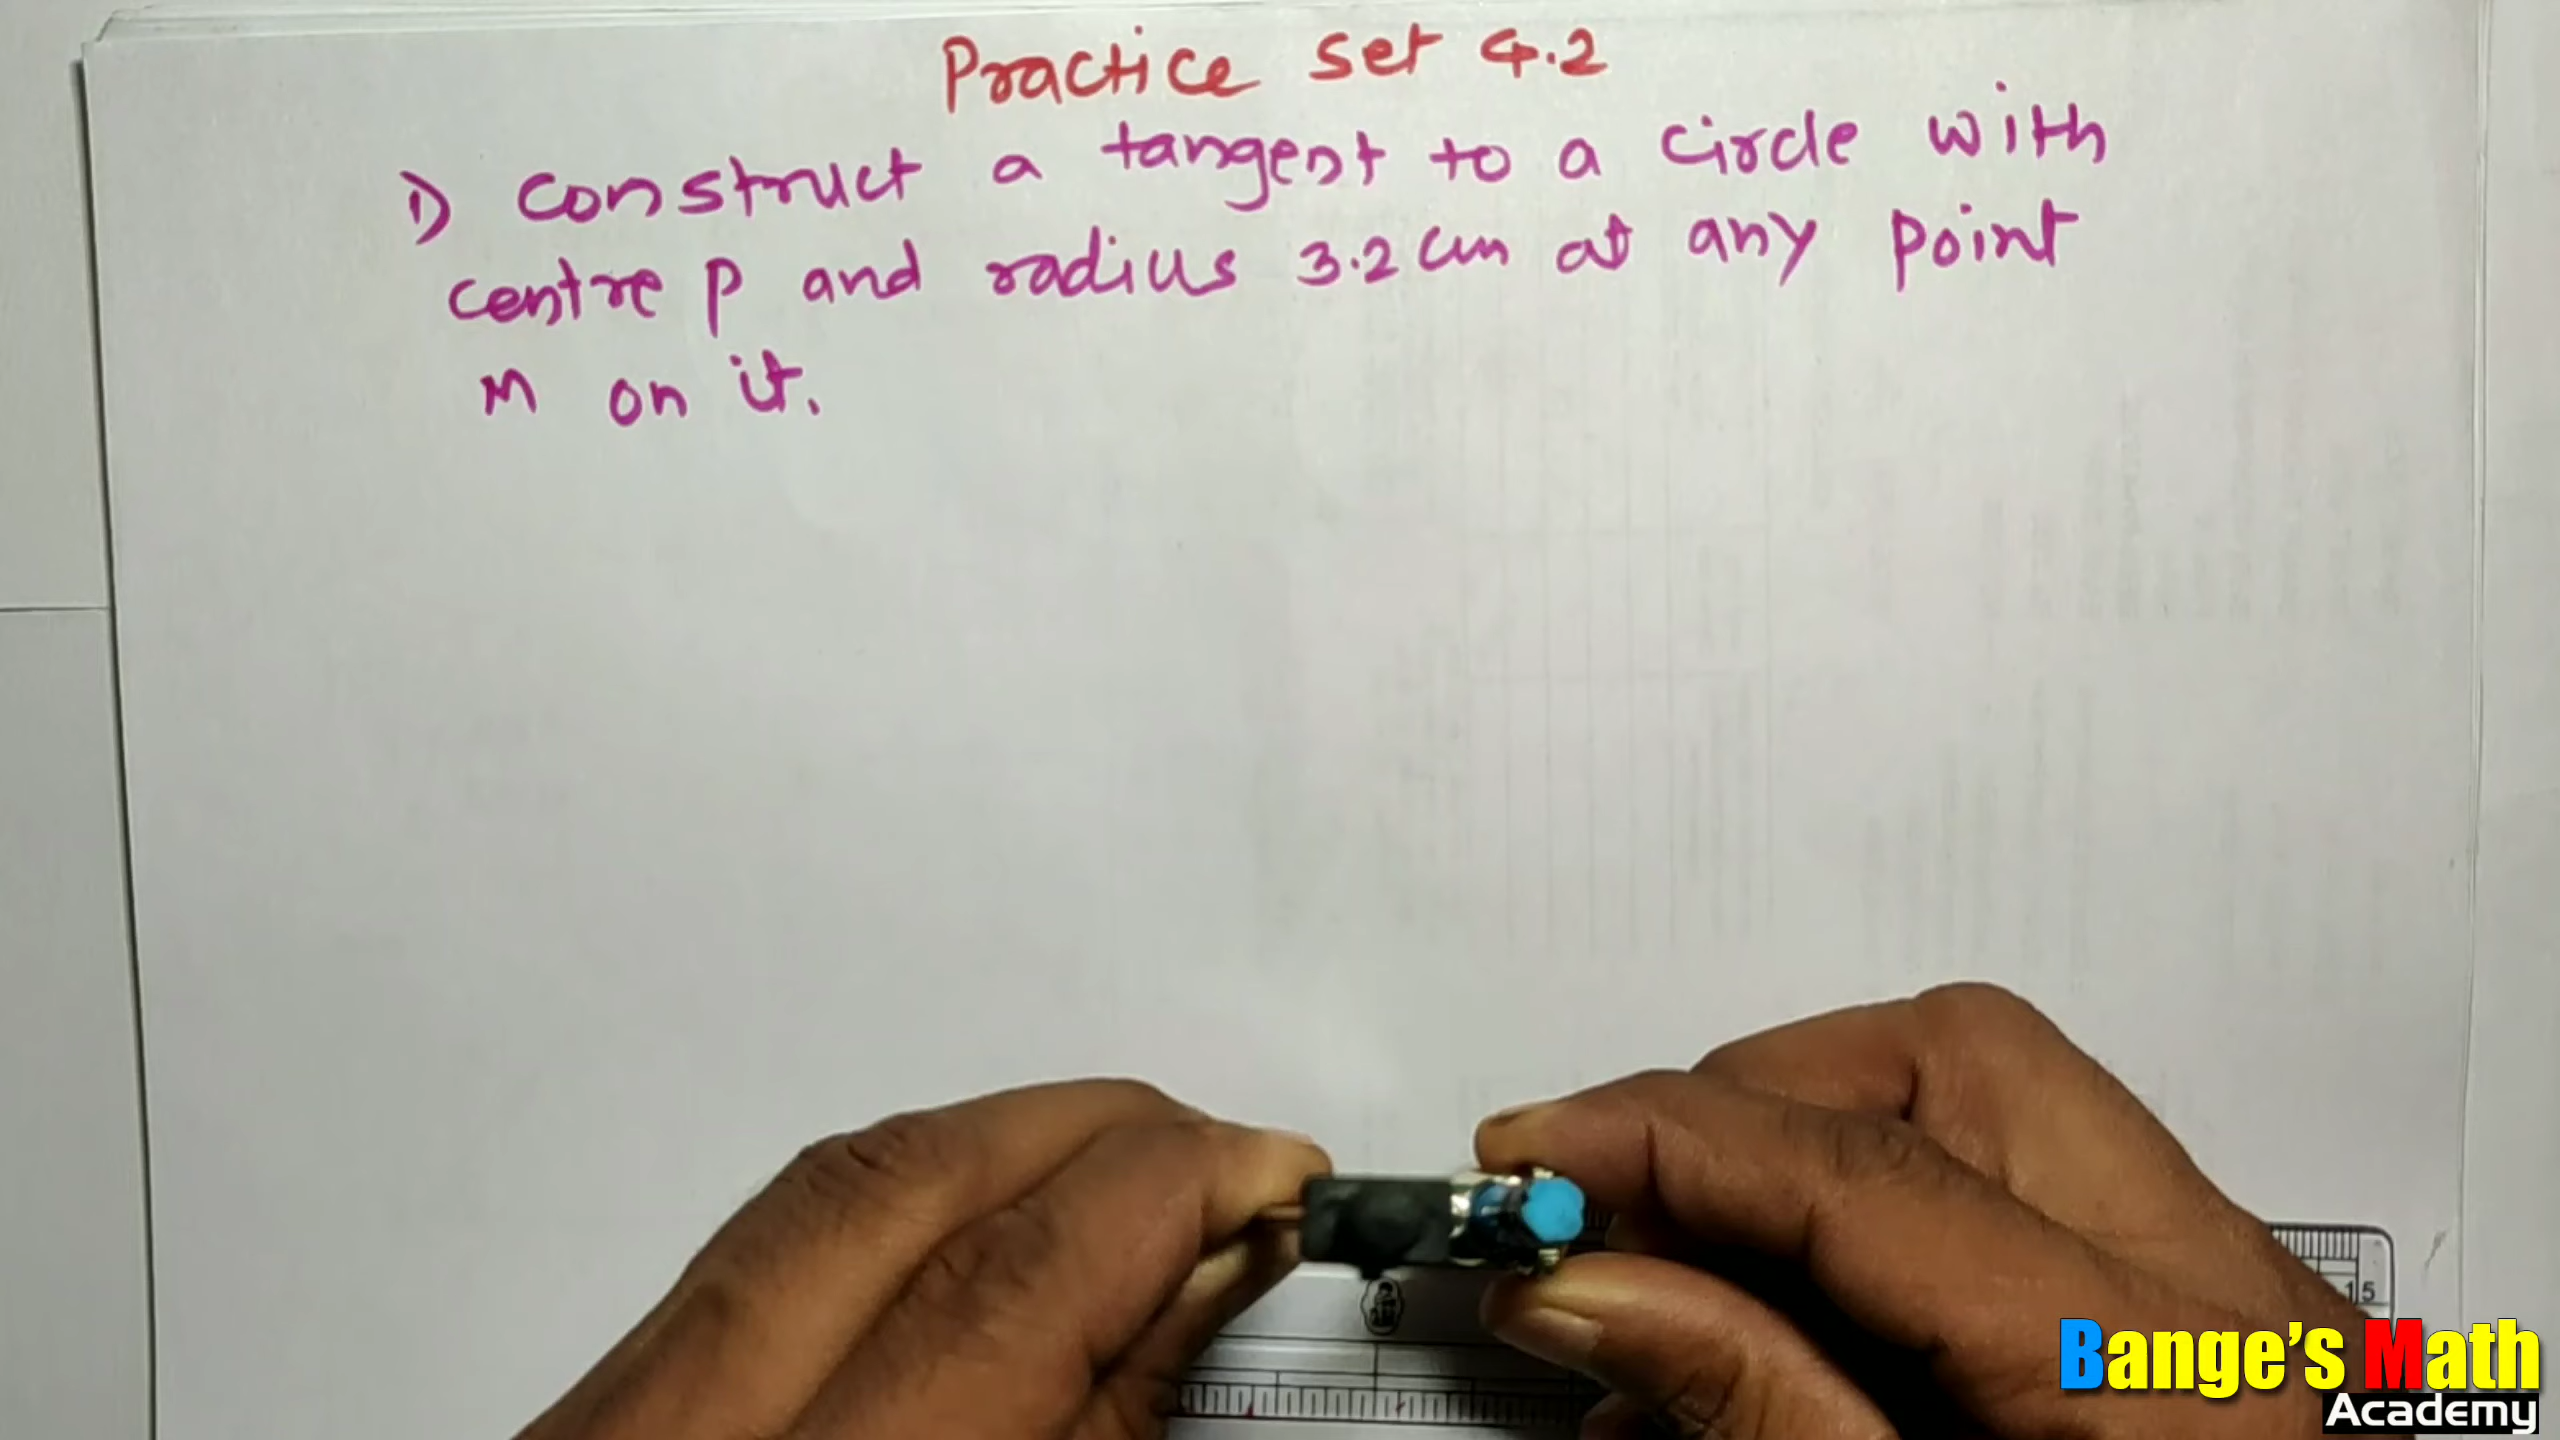 Practice set 4.2
1) construct a tangent to a circle with
centre P and radius 3.2 cm at any point
M on it.
15
Bange's Math
Academy